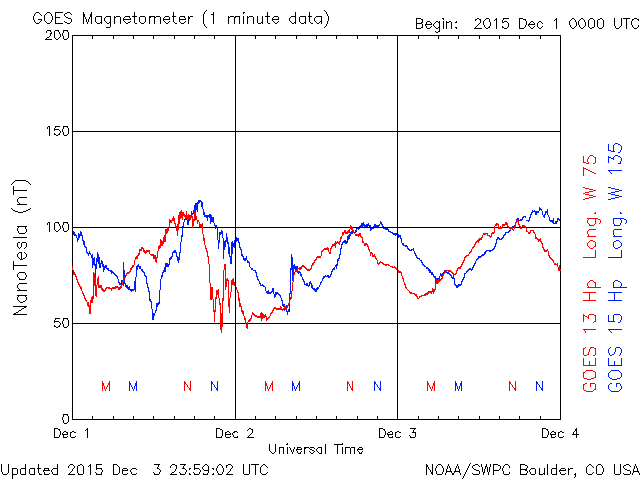 GOES Magnetometer (1 minute data)
Begin: 2015 Dec 1 0000 UTC
200
150
100
50
0
NanoTesla (nT)
M M N N M M N N M M N N
Dec 1 Dec 2 Dec 3 Dec 4
Universal Time
GOES 13 Hp Long. W 75
GOES 15 Hp Long. W 135
Updated 2015 Dec 3 23:59:02 UTC
NOAA/SWPC Boulder, CO USA